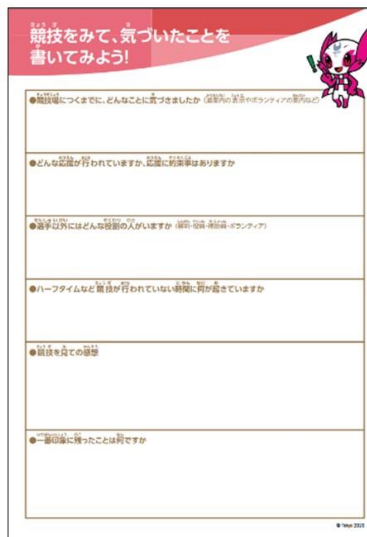 競技をみて、気づいたことを
書いてみよう!
●競技場につくまでに、どんなことに気づきましたか（道案内の表示やボランティアの案内など）
●どんな応援が行われていますか、応援に約束事はありますか
●選手以外にはどんな役割の人がいますか（審判・役員・補助員・ボランティア）
●ハーフタイムなど競技が行われていない時間に何が起きていますか
●競技を見ての感想
●一番印象に残ったことは何ですか
© Tokyo 2020